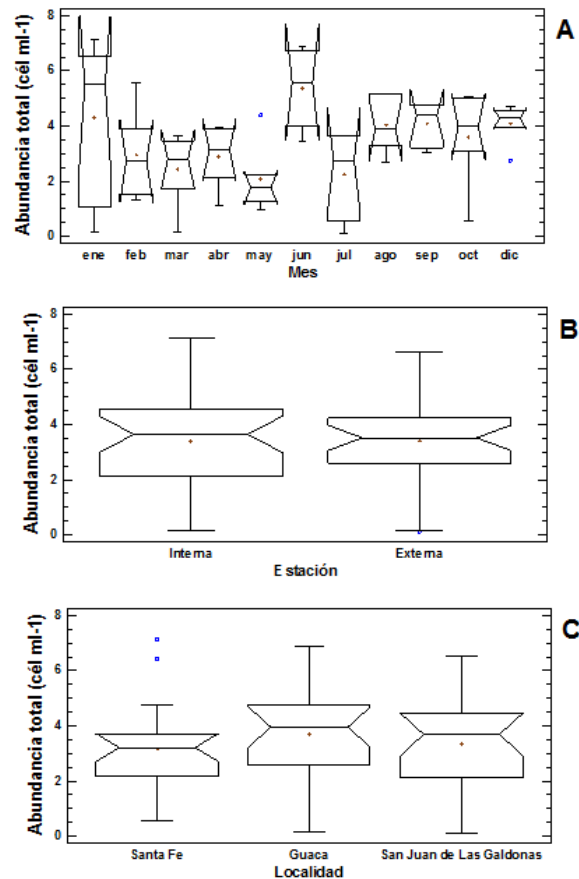 A
Abundancia total (cél ml-1)
8
6
4
2
0
ene feb mar abr may jun jul ago sep oct dic
Mes
B
Abundancia total (cél ml-1)
8
6
4
2
0
Interna Externa
Estación
C
Abundancia total (cél ml-1)
8
6
4
2
0
Santa Fe Guaca San Juan de Las Galdonas
Localidad